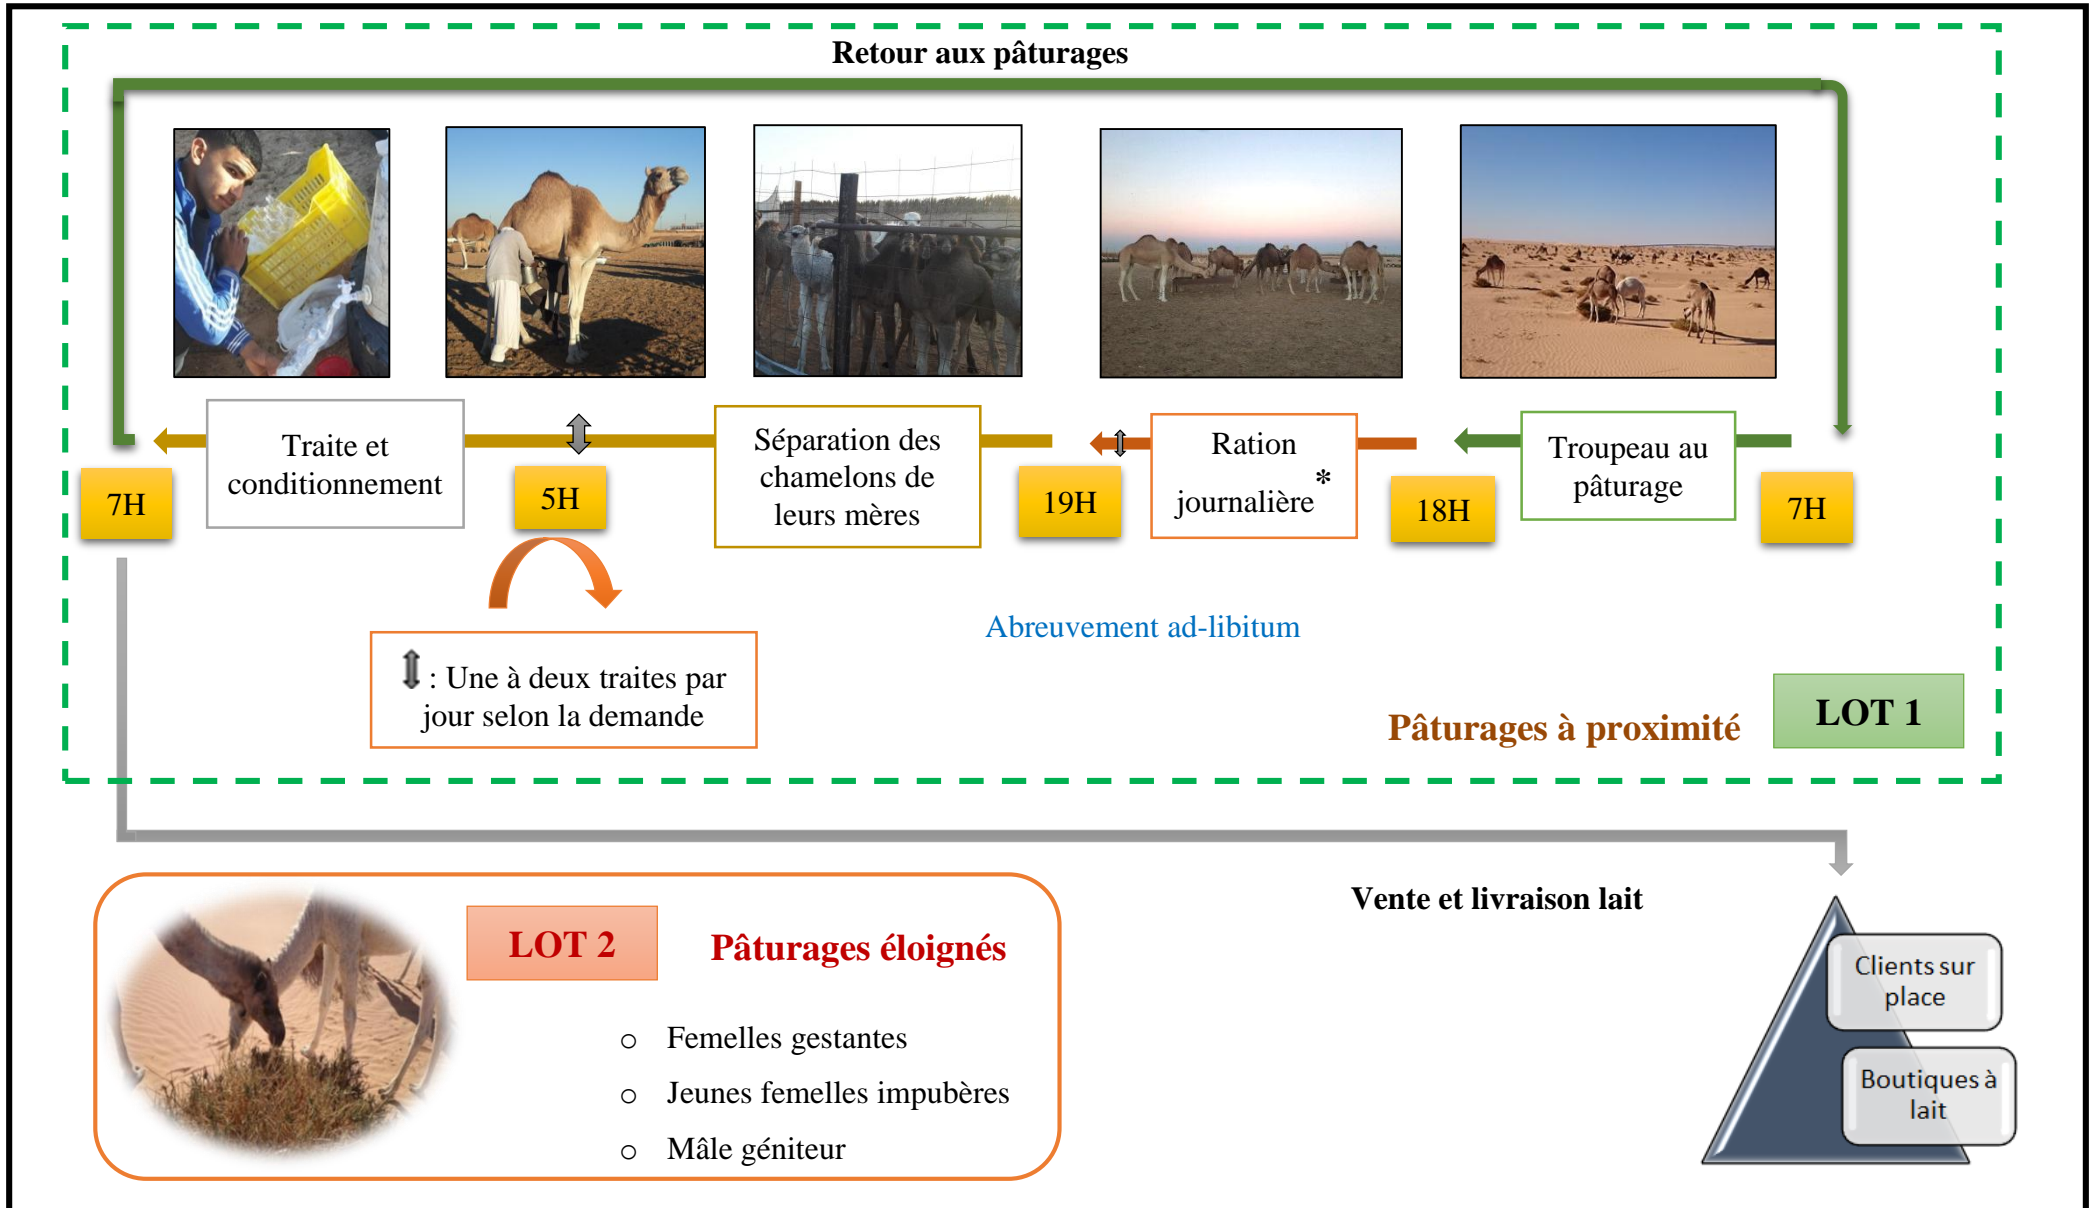 Retour aux pâturages
Traite et
conditionnement
Séparation des
chamelons de
leurs mères
Ration
journalière*
Troupeau au
pâturage
7H
5H
19H
18H
7H
: Une à deux traites par
jour selon la demande
Abreuvement ad-libitum
Pâturages à proximité
LOT 1
LOT 2
Pâturages éloignés
o Femelles gestantes
o Jeunes femelles impubères
o Mâle géniteur
Vente et livraison lait
Clients sur
place
Boutiques à
lait